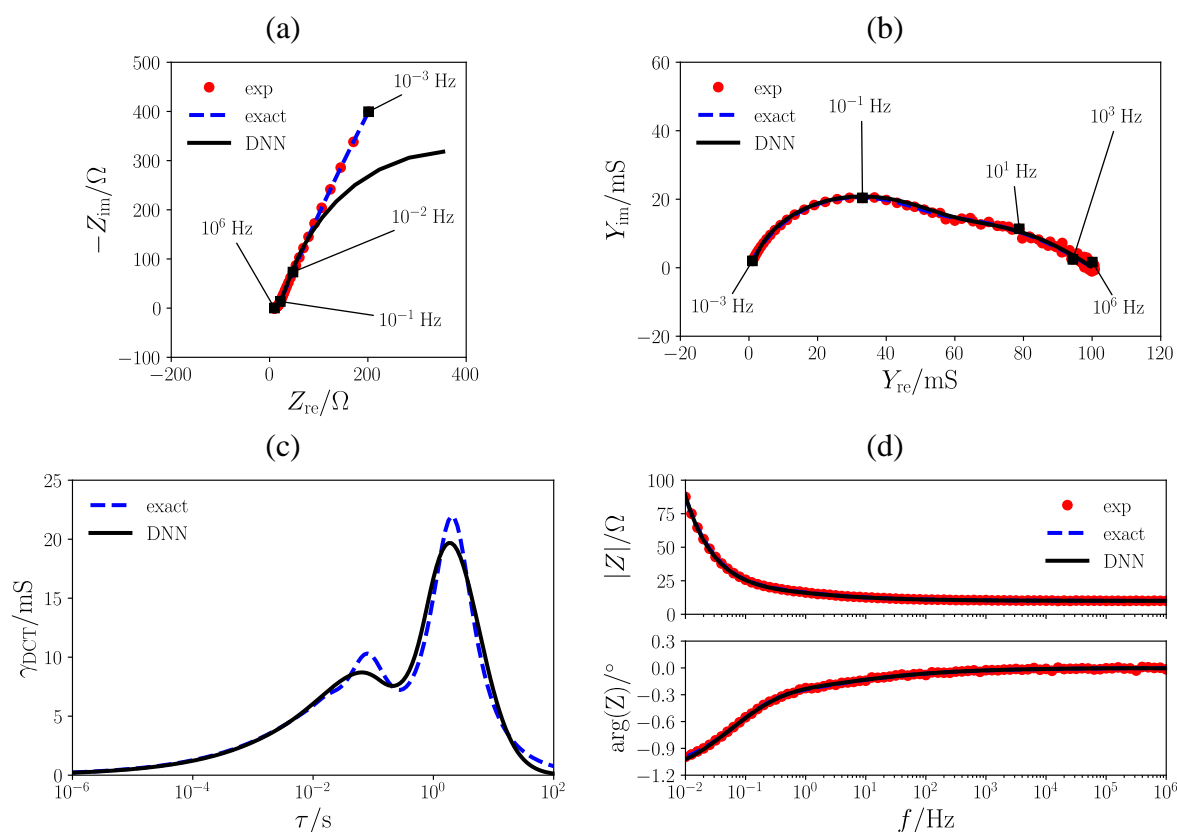 (a)
500
400
300
200
100
0
−100
−Z_im/Ω
exp
exact
DNN
10^−3 Hz
10^6 Hz
10^−2 Hz
10^−1 Hz
−200
0
200
400
Z_re/Ω
(b)
60
40
20
0
−20
Y_im/mS
exp
exact
DNN
10^−1 Hz
10^3 Hz
10^1 Hz
10^−3 Hz
10^6 Hz
−20
0
20
40
60
80
100
120
Y_re/mS
(c)
25
20
15
10
5
0
γ_DCT/mS
exact
DNN
10^−6
10^−4
10^−2
10^0
10^2
τ/s
(d)
100
75
50
25
0
|Z|/Ω
exp
exact
DNN
0.3
0.0
−0.3
−0.6
−0.9
−1.2
arg(Z)/°
10^−2
10^−1
10^0
10^1
10^2
10^3
10^4
10^5
10^6
f/Hz